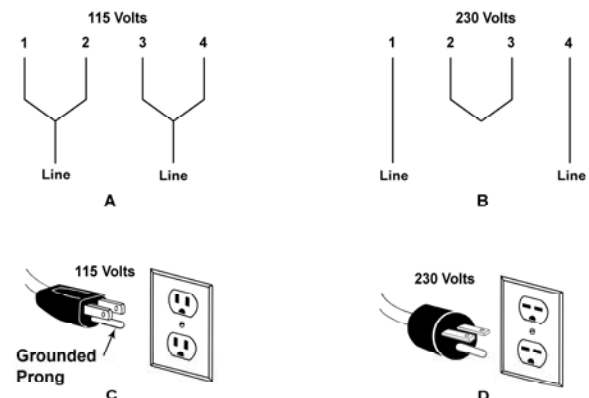 115 Volts
1 2 3 4
Line Line
A
230 Volts
1 2 3 4
Line Line
B
115 Volts
Grounded
Prong
C
230 Volts
D